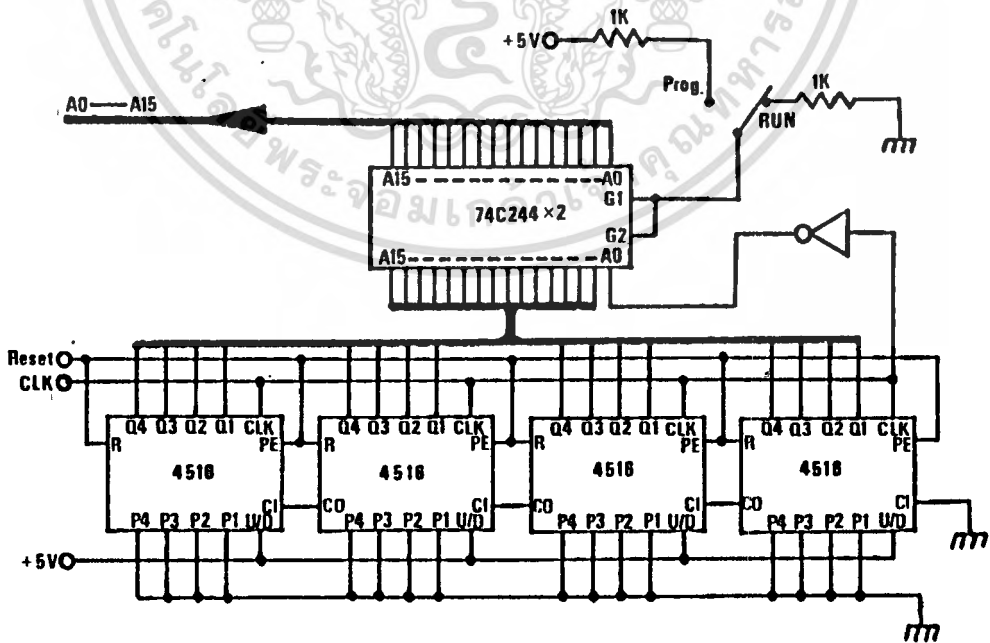 1K
+5V
Prog.
1K
RUN
A0 A15
A15 A0
G1
74C244 ×2
G2
A15 A0
Reset
CLK
Q4 Q3 Q2 Q1 CLK Q4 Q3 Q2 Q1 CLK Q4 Q3 Q2 Q1 CLK Q4 Q3 Q2 Q1 CLK
R PE R PE R PE R PE
4516 4516 4516 4516
CI CO CI CO CI CO CI
P4 P3 P2 P1 U/D P4 P3 P2 P1 U/D P4 P3 P2 P1 U/D P4 P3 P2 P1 U/D
+5V